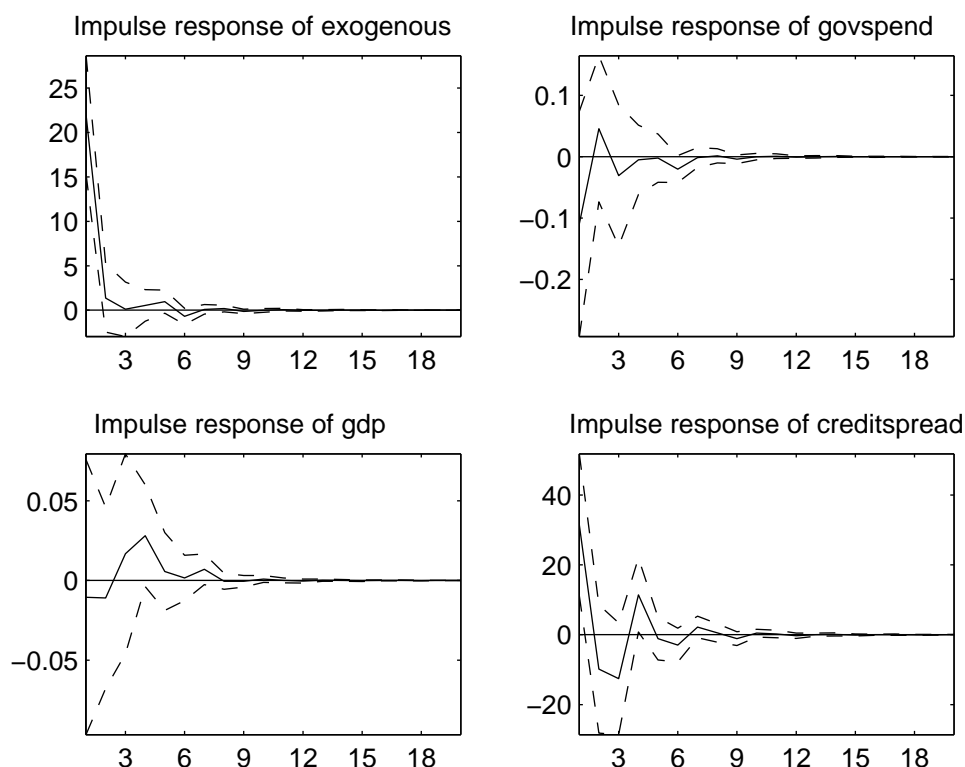 Impulse response of exogenous
25
20
15
10
5
0
3 6 9 12 15 18
Impulse response of govspend
0.1
0
−0.1
−0.2
3 6 9 12 15 18
Impulse response of gdp
0.05
0
−0.05
3 6 9 12 15 18
Impulse response of creditspread
40
20
0
−20
3 6 9 12 15 18